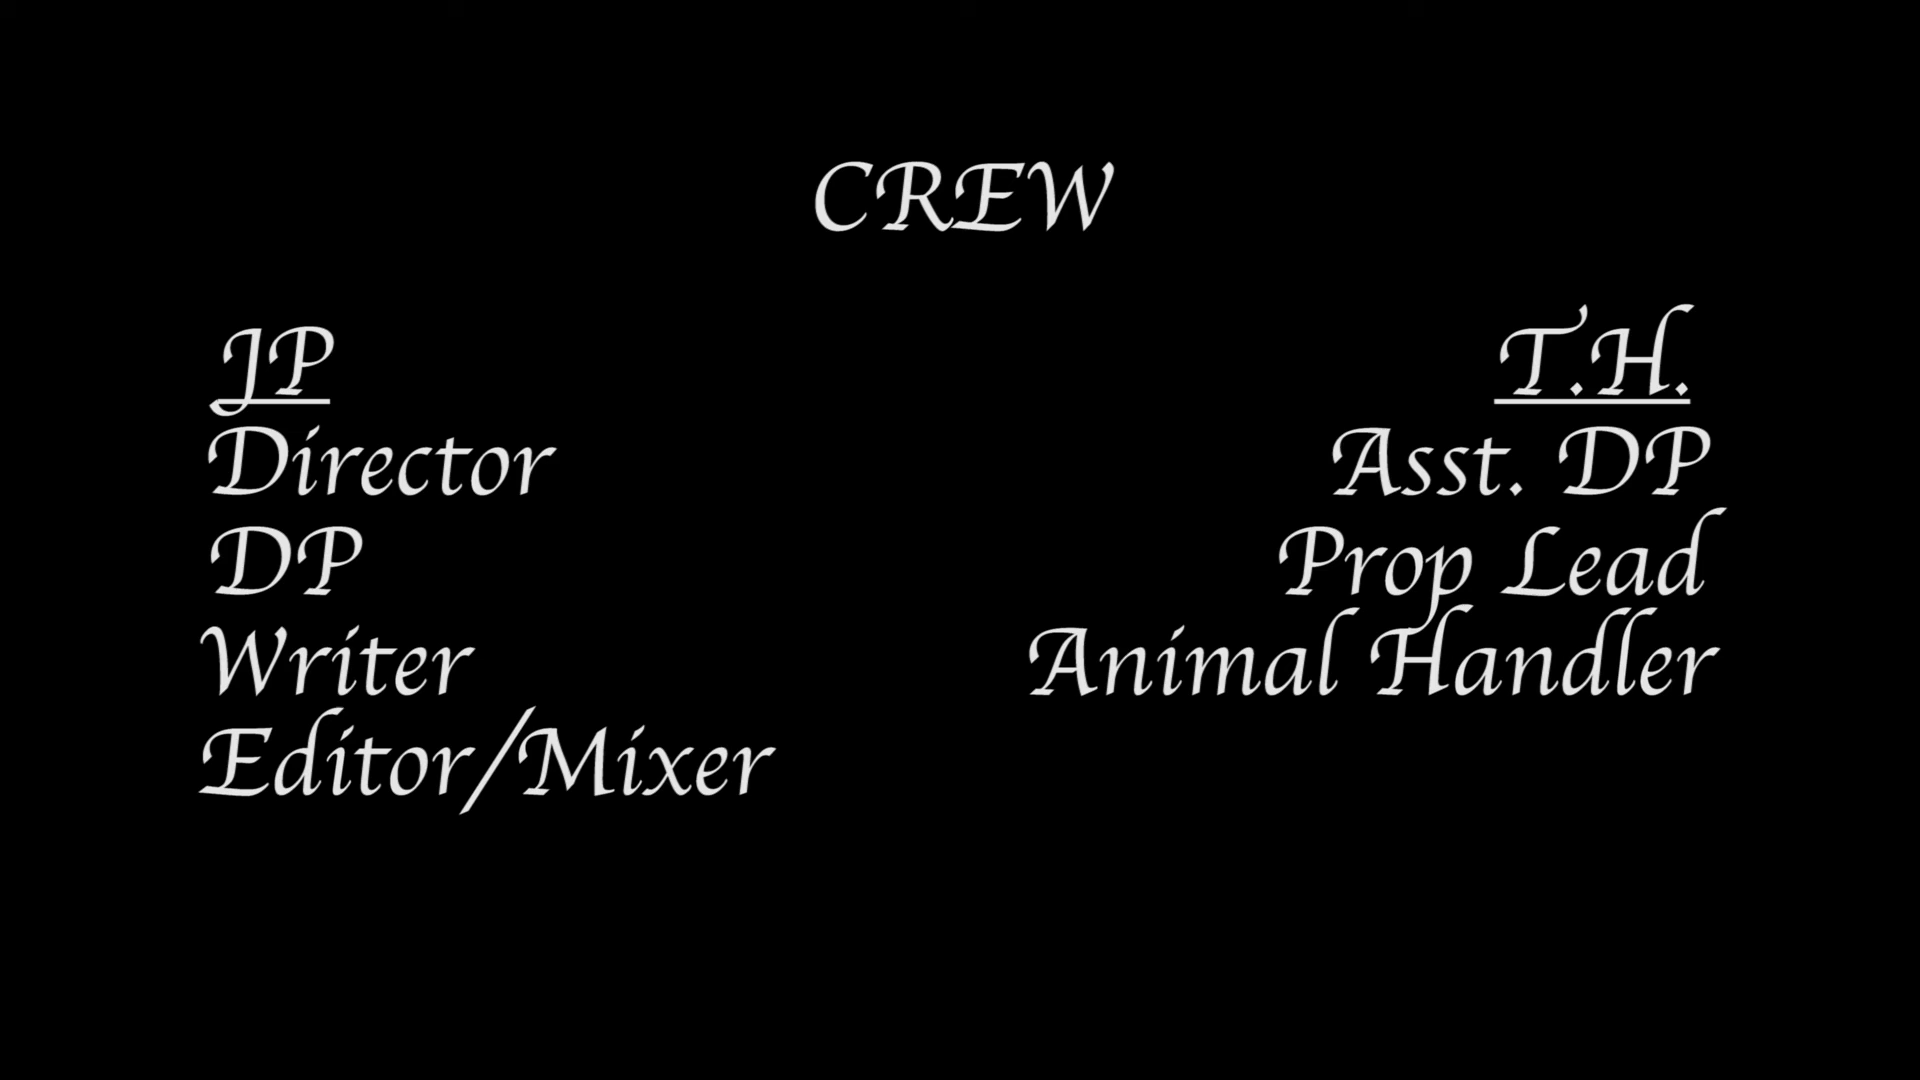 CREW
JP
Director
DP
Writer
Editor/Mixer
T.H.
Asst. DP
Prop Lead
Animal Handler